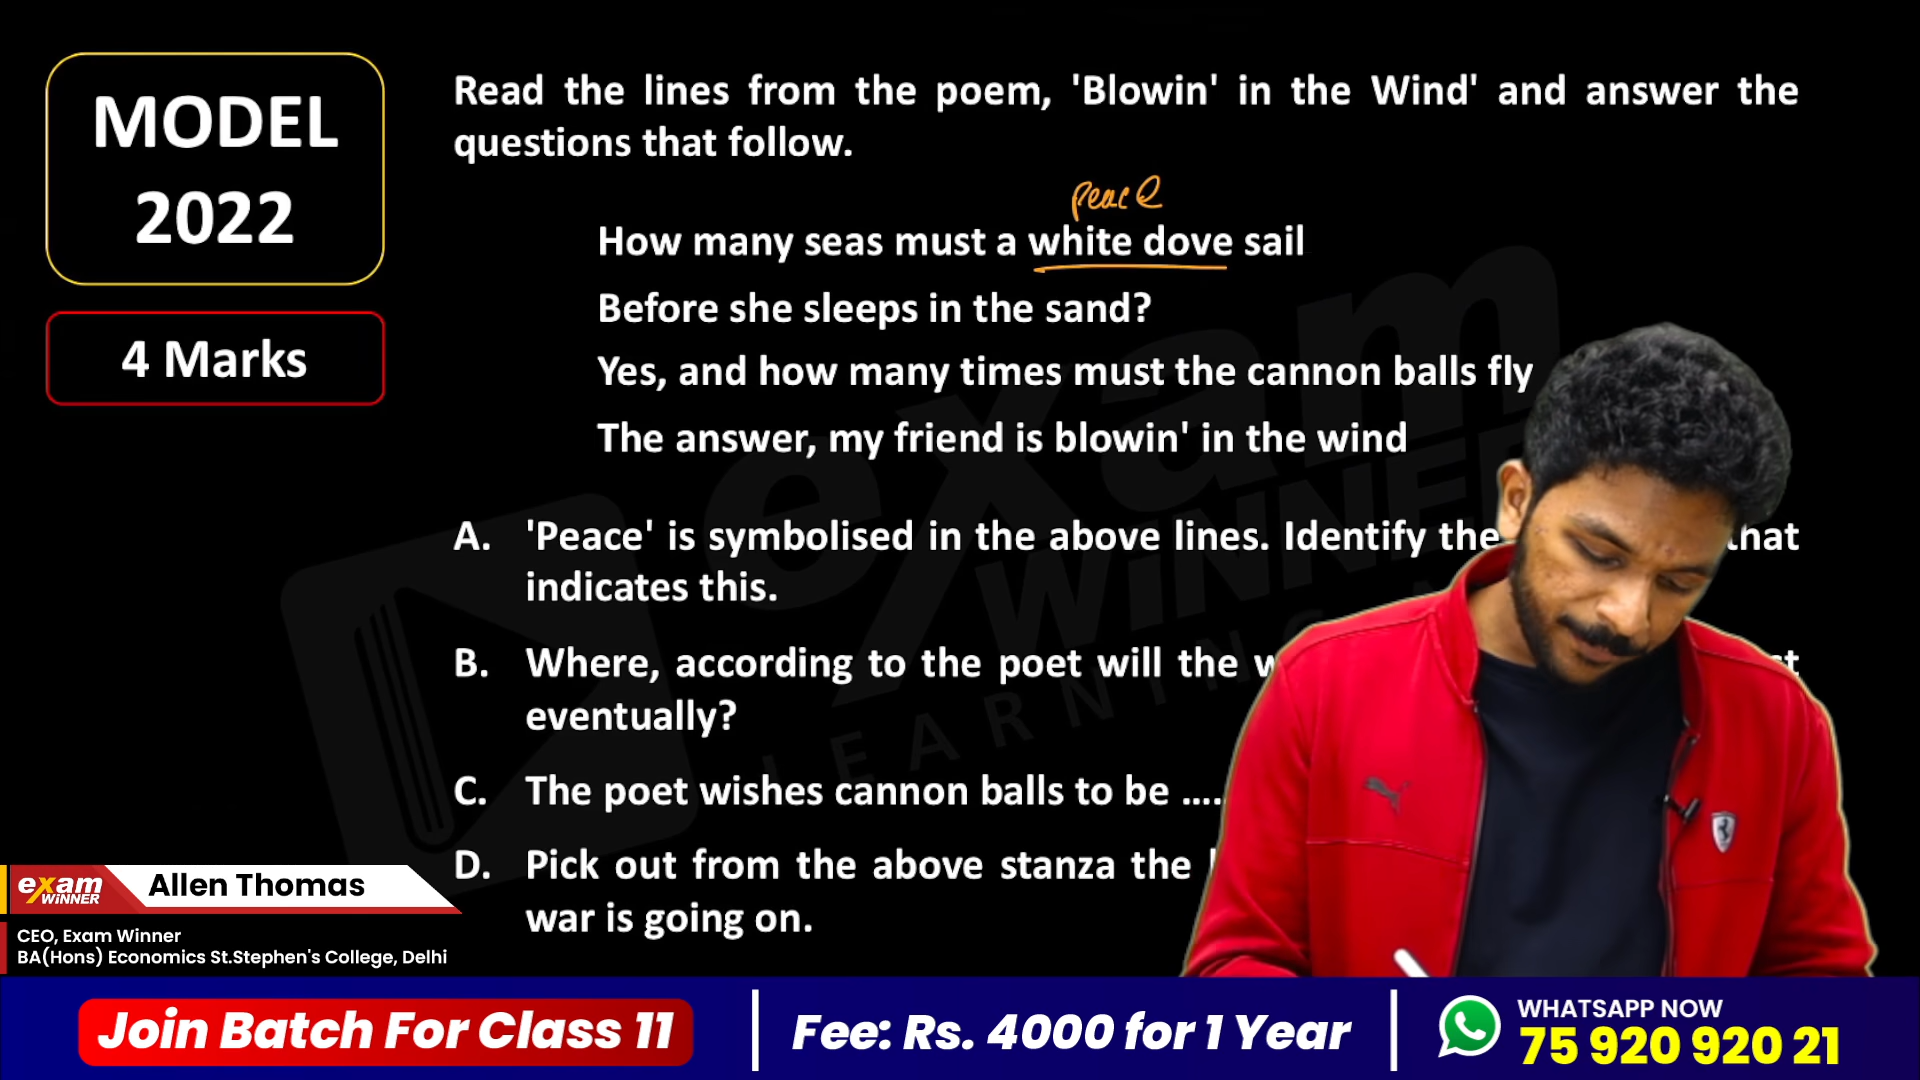 MODEL
2022
4 Marks
Read the lines from the poem, 'Blowin' in the Wind' and answer the
questions that follow.
peace
How many seas must a white dove sail
Before she sleeps in the sand?
Yes, and how many times must the cannon balls fly
The answer, my friend is blowin' in the wind
A. 'Peace' is symbolised in the above lines. Identify the that
indicates this.
B. Where, according to the poet will the
eventually?
C. The poet wishes cannon balls to be ....
D. Pick out from the above stanza the
war is going on.
exam
WINNER
LEARNING
exam
WINNER
Allen Thomas
CEO, Exam Winner
BA(Hons) Economics St.Stephen's College, Delhi
Join Batch For Class 11
Fee: Rs. 4000 for 1 Year
WHATSAPP NOW
75 920 920 21